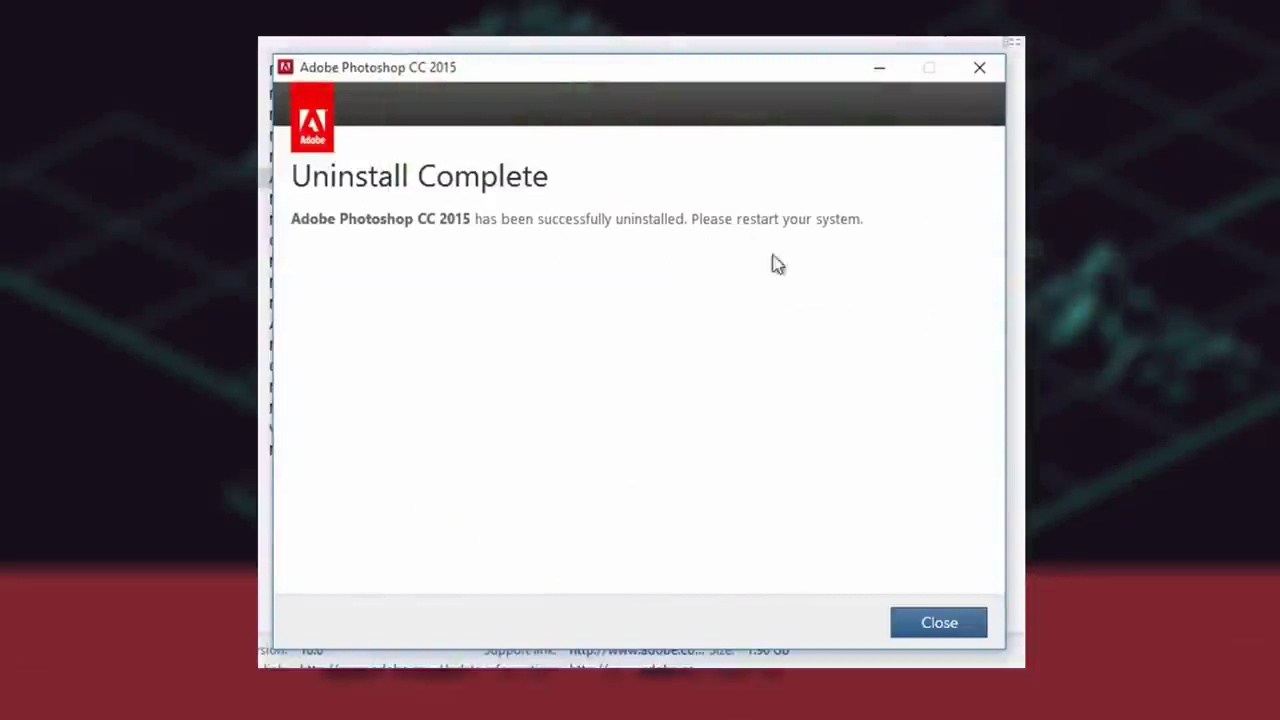 Adobe Photoshop CC 2015
Adobe
Uninstall Complete
Adobe Photoshop CC 2015 has been successfully uninstalled. Please restart your system.
Close
Support link: http://www.adobe.co... Size: 1.90 GB